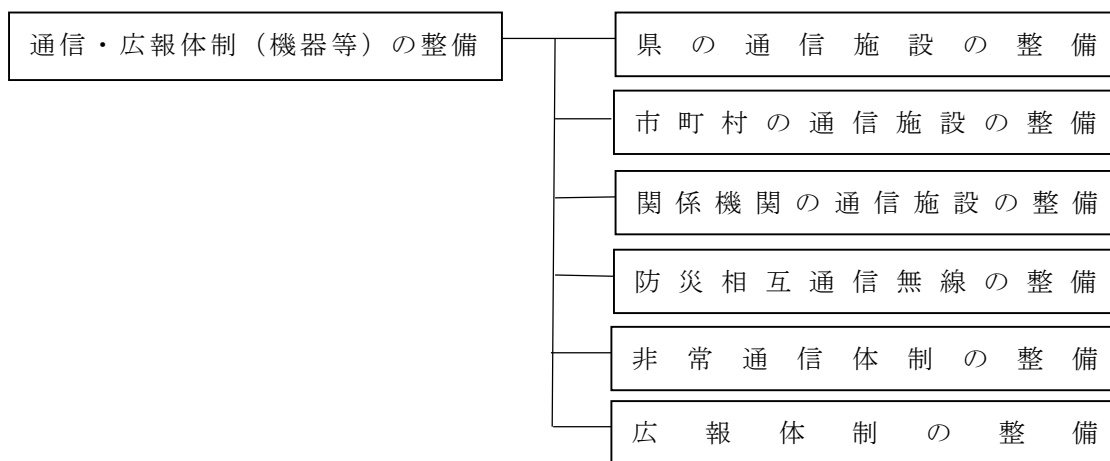 通信・広報体制（機器等）の整備
県の通信施設の整備
市町村の通信施設の整備
関係機関の通信施設の整備
防災相互通信無線の整備
非常通信体制の整備
広報体制の整備